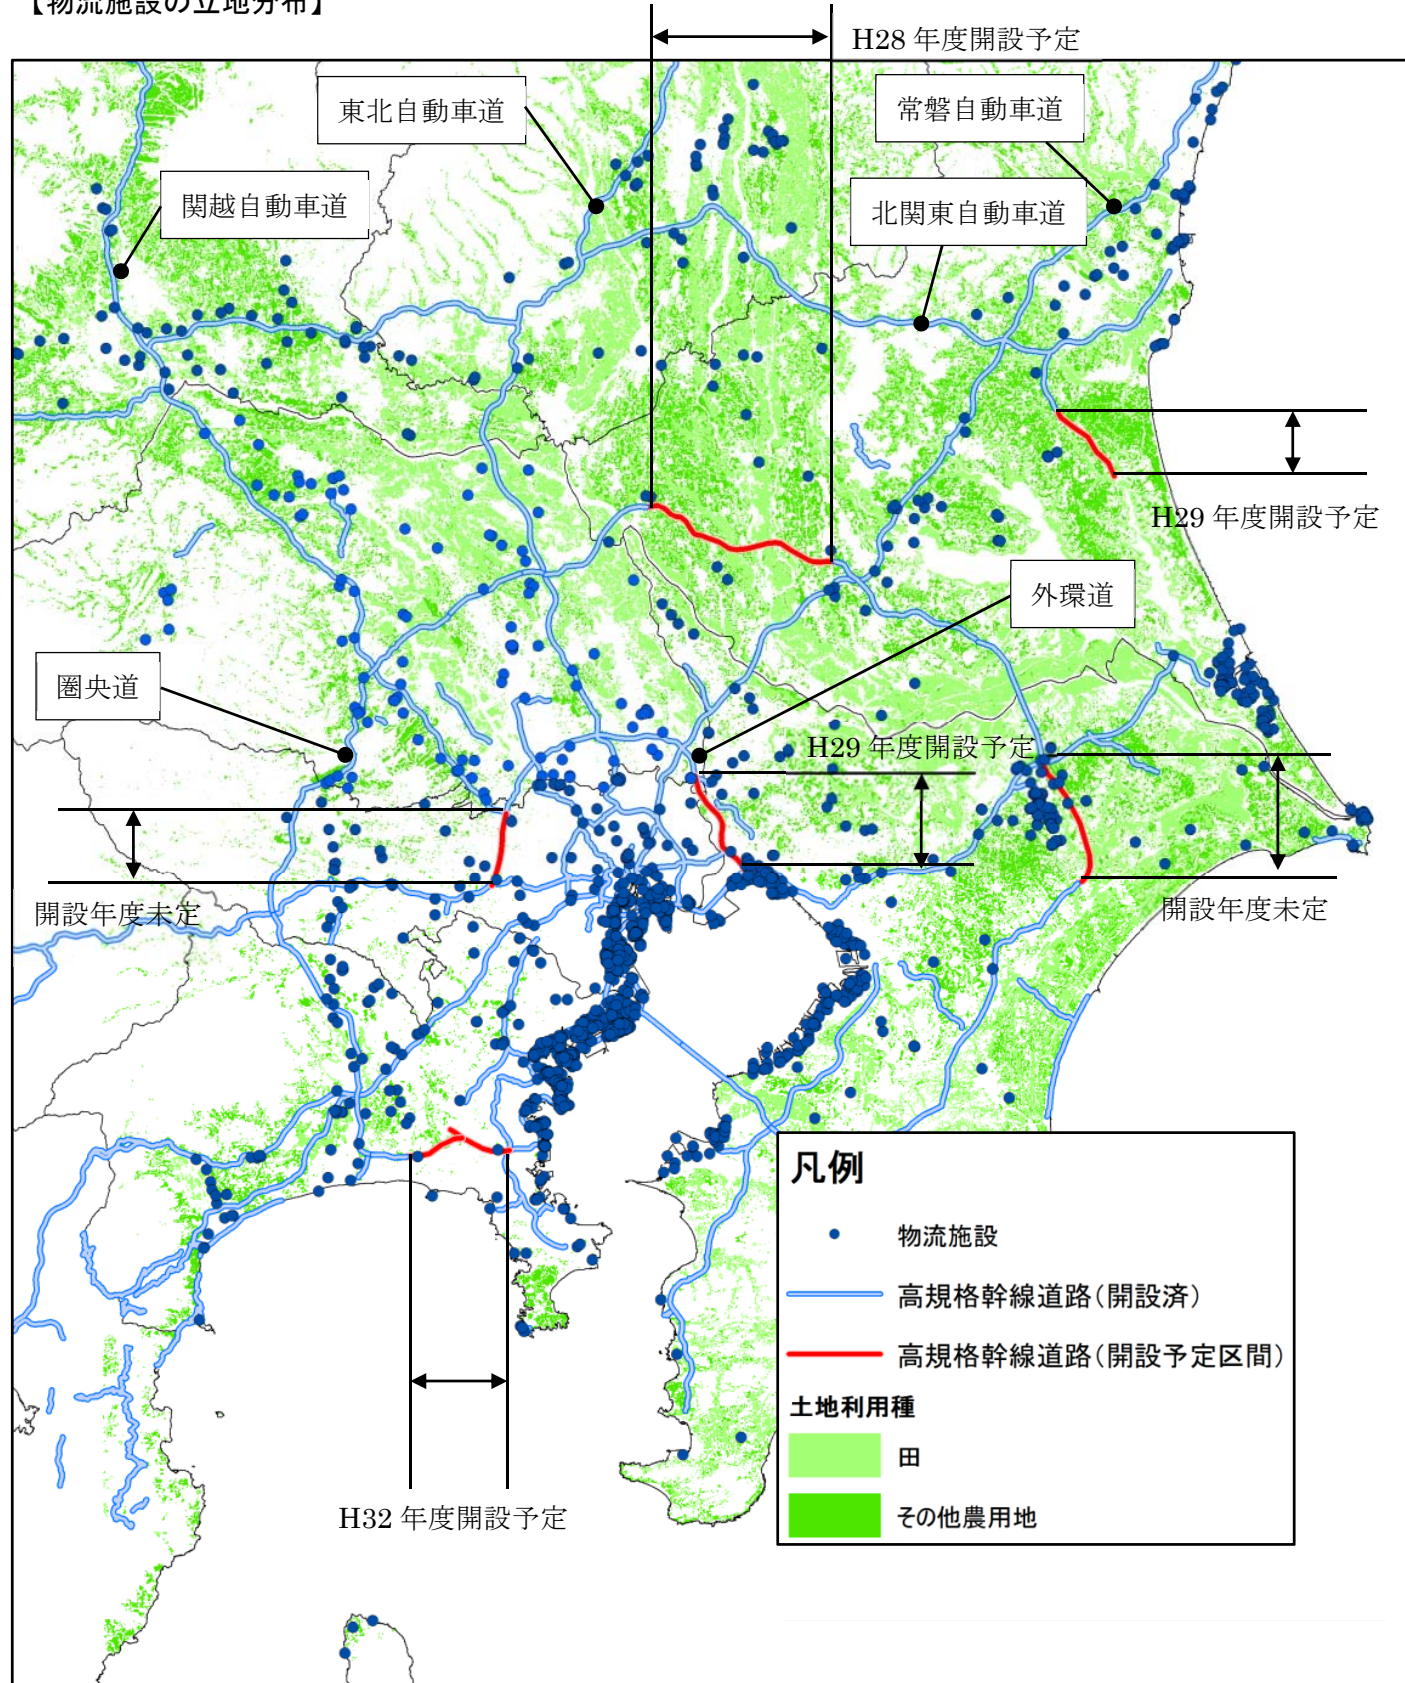 【物流施設の立地分布】
H28 年度開設予定
東北自動車道
常磐自動車道
関越自動車道
北関東自動車道
H29 年度開設予定
外環道
圏央道
H29 年度開設予定
開設年度未定
開設年度未定
H32 年度開設予定
凡例
物流施設
高規格幹線道路(開設済)
高規格幹線道路(開設予定区間)
土地利用種
田
その他農用地